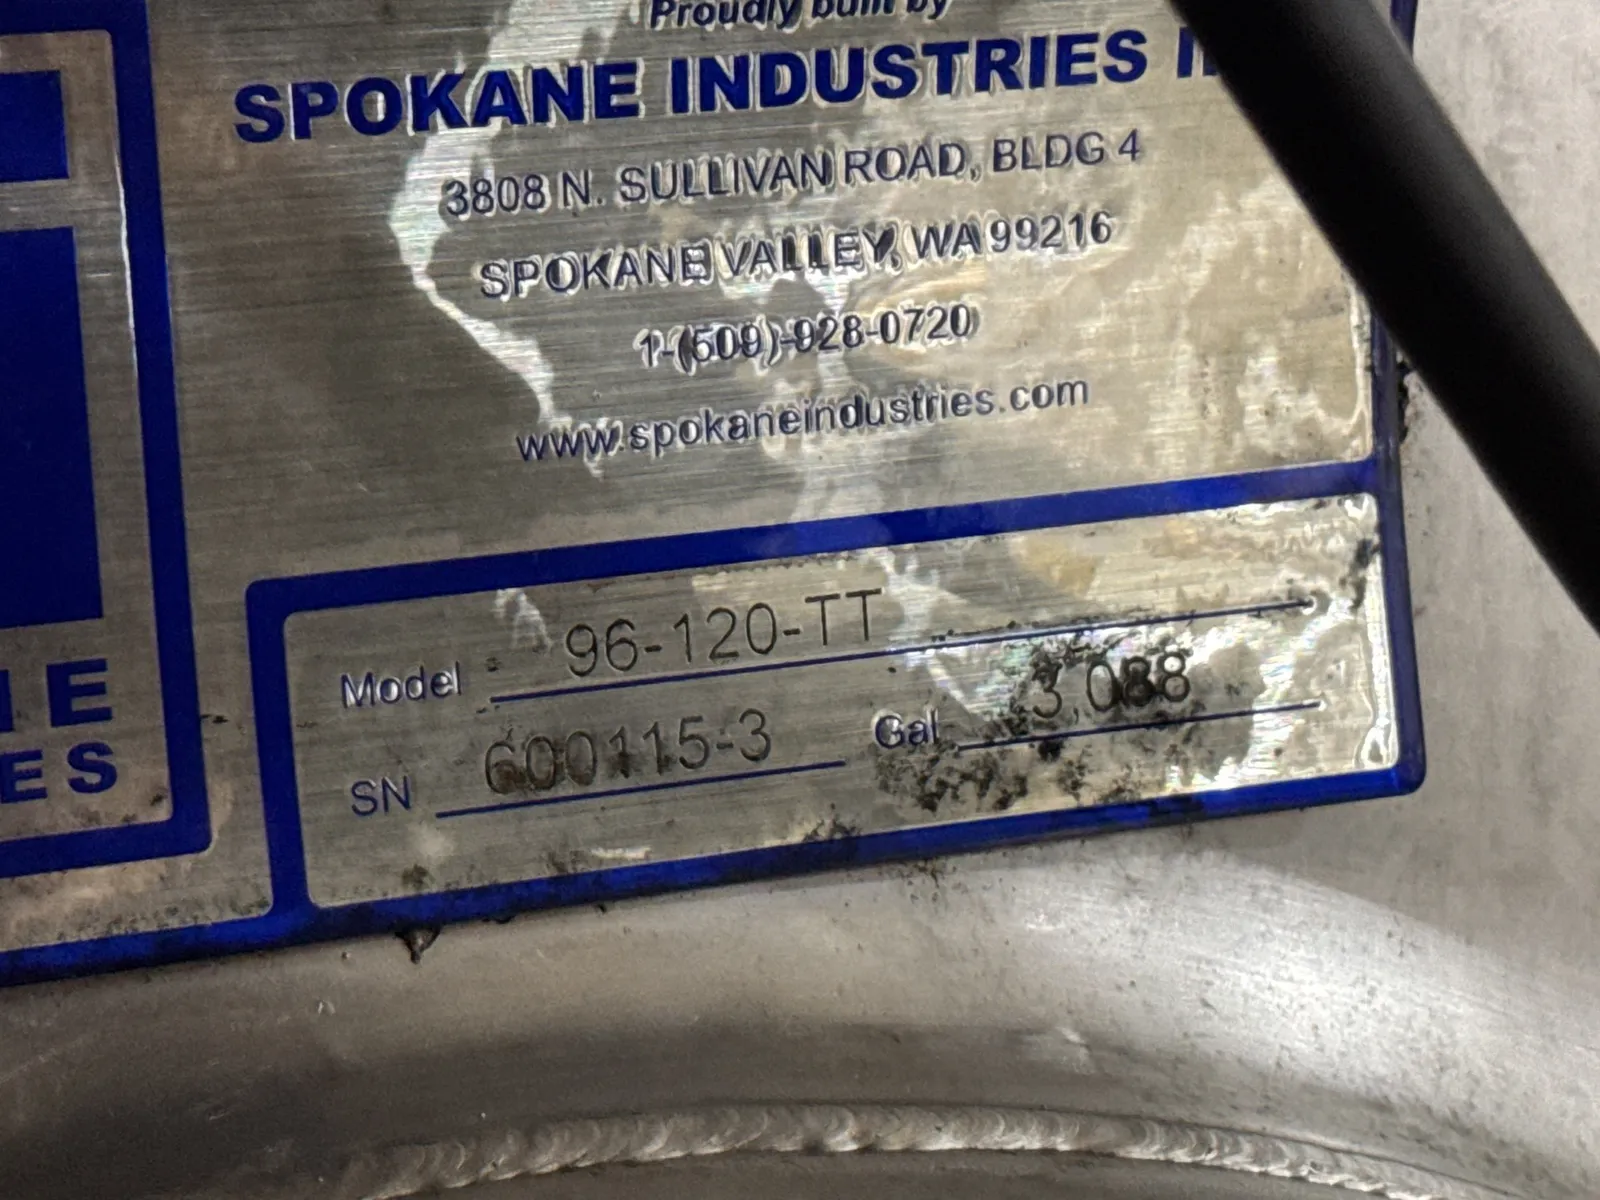 Proudly built by
SPOKANE INDUSTRIES
3808 N. SULLIVAN ROAD, BLDG 4
SPOKANE VALLEY, WA 99216
1-(509)-928-0720
www.spokaneindustries.com
Model 96-120-TT
SN 600115-3 Gal 3,088